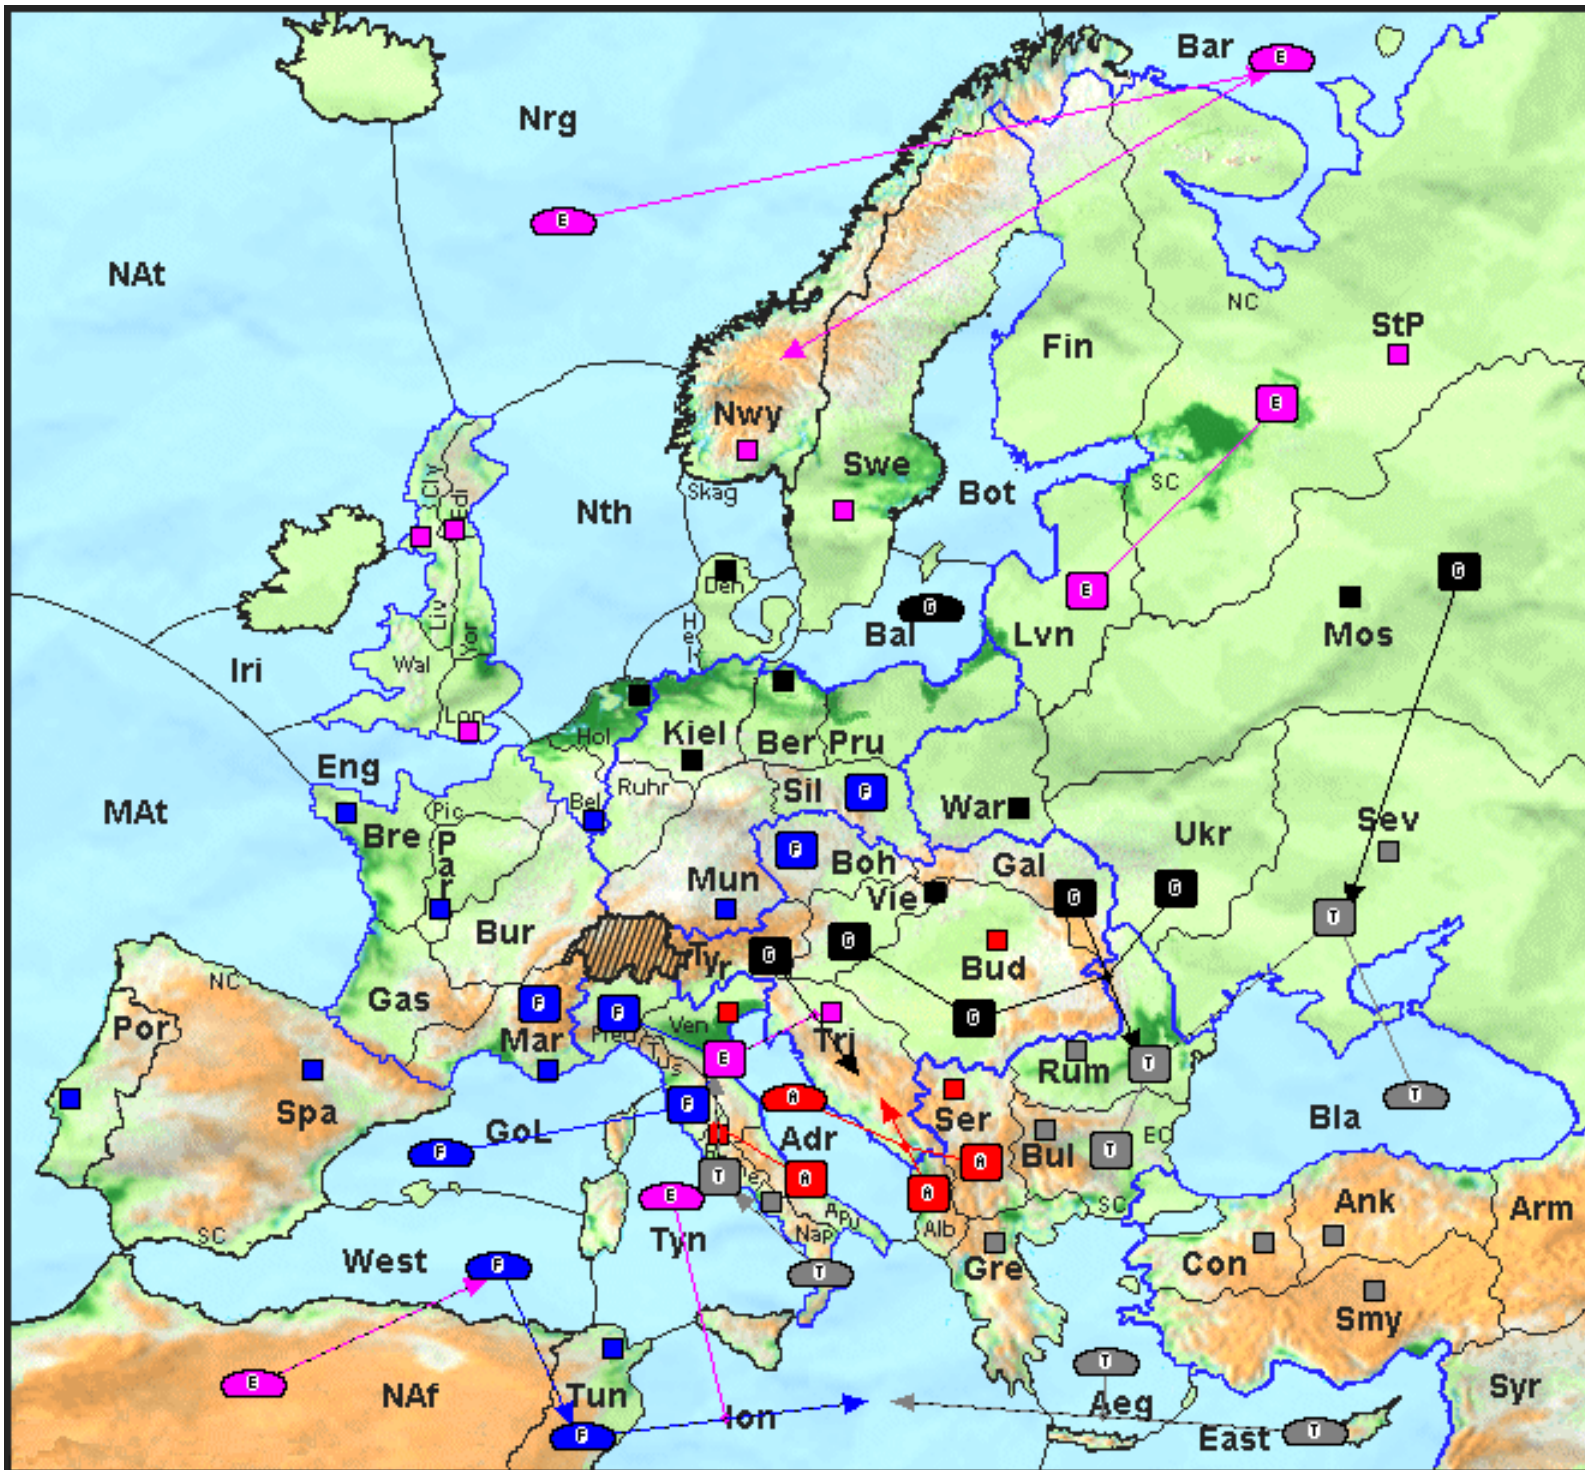 Bar
E
Nrg
E
NAt
NC
StP
Fin
E
Nwy
Swe
SC
Skag
Bot
Cly
Edi
Nth
G
Den
E
G
Hel
Bal
Lvn
Mos
Liv
Yor
Iri
Wal
Lon
Hol
Kiel
Ber
Pru
Eng
Ruhr
Sil
F
MAt
Pic
Bel
War
Sev
Bre
Par
F
Boh
Gal
Ukr
Mun
Vie
G
G
T
Bur
G
G
Tyr
Bud
NC
Gas
F
F
G
Por
Mar
Pied
Ven
Tri
Tus
E
Rum
T
Spa
F
A
Ser
T
GoL
Adr
Bla
F
Bul
EC
T
A
T
A
A
E
Apu
Alb
SC
Ank
Arm
SC
Tyn
Nap
West
F
T
Gre
Con
Smy
E
NAf
Tun
T
Syr
Ion
Aeg
F
East
T